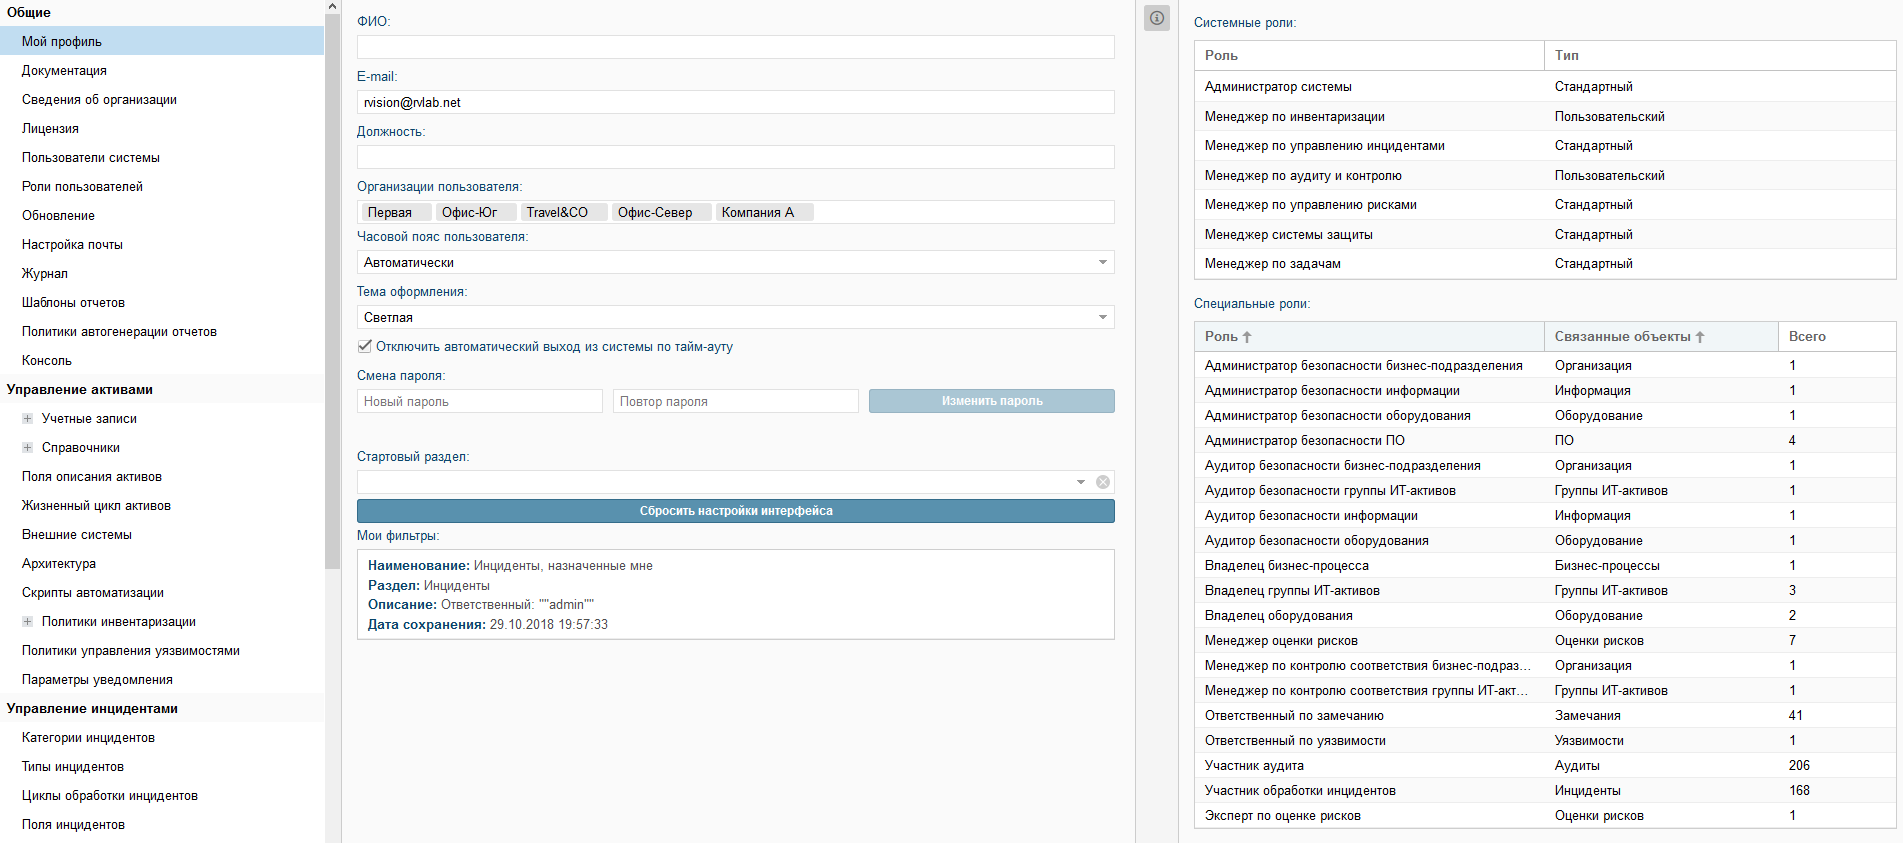 Общие
Мой профиль
Документация
Сведения об организации
Лицензия
Пользователи системы
Роли пользователей
Обновление
Настройка почты
Журнал
Шаблоны отчетов
Политики автогенерации отчетов
Консоль
Управление активами
Учетные записи
Справочники
Поля описания активов
Жизненный цикл активов
Внешние системы
Архитектура
Скрипты автоматизации
Политики инвентаризации
Политики управления уязвимостями
Параметры уведомления
Управление инцидентами
Категории инцидентов
Типы инцидентов
Циклы обработки инцидентов
Поля инцидентов
ФИО:
E-mail:
rvision@rvlab.net
Должность:
Организации пользователя:
Первая Офис-Юг Travel&CO Офис-Север Компания А
Часовой пояс пользователя:
Автоматически
Тема оформления:
Светлая
Отключить автоматический выход из системы по тайм-ауту
Смена пароля:
Новый пароль Повтор пароля Изменить пароль
Стартовый раздел:
Сбросить настройки интерфейса
Мои фильтры:
Наименование: Инциденты, назначенные мне
Раздел: Инциденты
Описание: Ответственный: ""admin""
Дата сохранения: 29.10.2018 19:57:33
Системные роли:
Роль Тип
Администратор системы Стандартный
Менеджер по инвентаризации Пользовательский
Менеджер по управлению инцидентами Стандартный
Менеджер по аудиту и контролю Пользовательский
Менеджер по управлению рисками Стандартный
Менеджер системы защиты Стандартный
Менеджер по задачам Стандартный
Специальные роли:
Роль Связанные объекты Всего
Администратор безопасности бизнес-подразделения Организация 1
Администратор безопасности информации Информация 1
Администратор безопасности оборудования Оборудование 1
Администратор безопасности ПО ПО 4
Аудитор безопасности бизнес-подразделения Организация 1
Аудитор безопасности группы ИТ-активов Группы ИТ-активов 1
Аудитор безопасности информации Информация 1
Аудитор безопасности оборудования Оборудование 1
Владелец бизнес-процесса Бизнес-процессы 1
Владелец группы ИТ-активов Группы ИТ-активов 3
Владелец оборудования Оборудование 2
Менеджер оценки рисков Оценки рисков 7
Менеджер по контролю соответствия бизнес-подраз... Организация 1
Менеджер по контролю соответствия группы ИТ-акт... Группы ИТ-активов 1
Ответственный по замечанию Замечания 41
Ответственный по уязвимости Уязвимости 1
Участник аудита Аудиты 206
Участник обработки инцидентов Инциденты 168
Эксперт по оценке рисков Оценки рисков 1